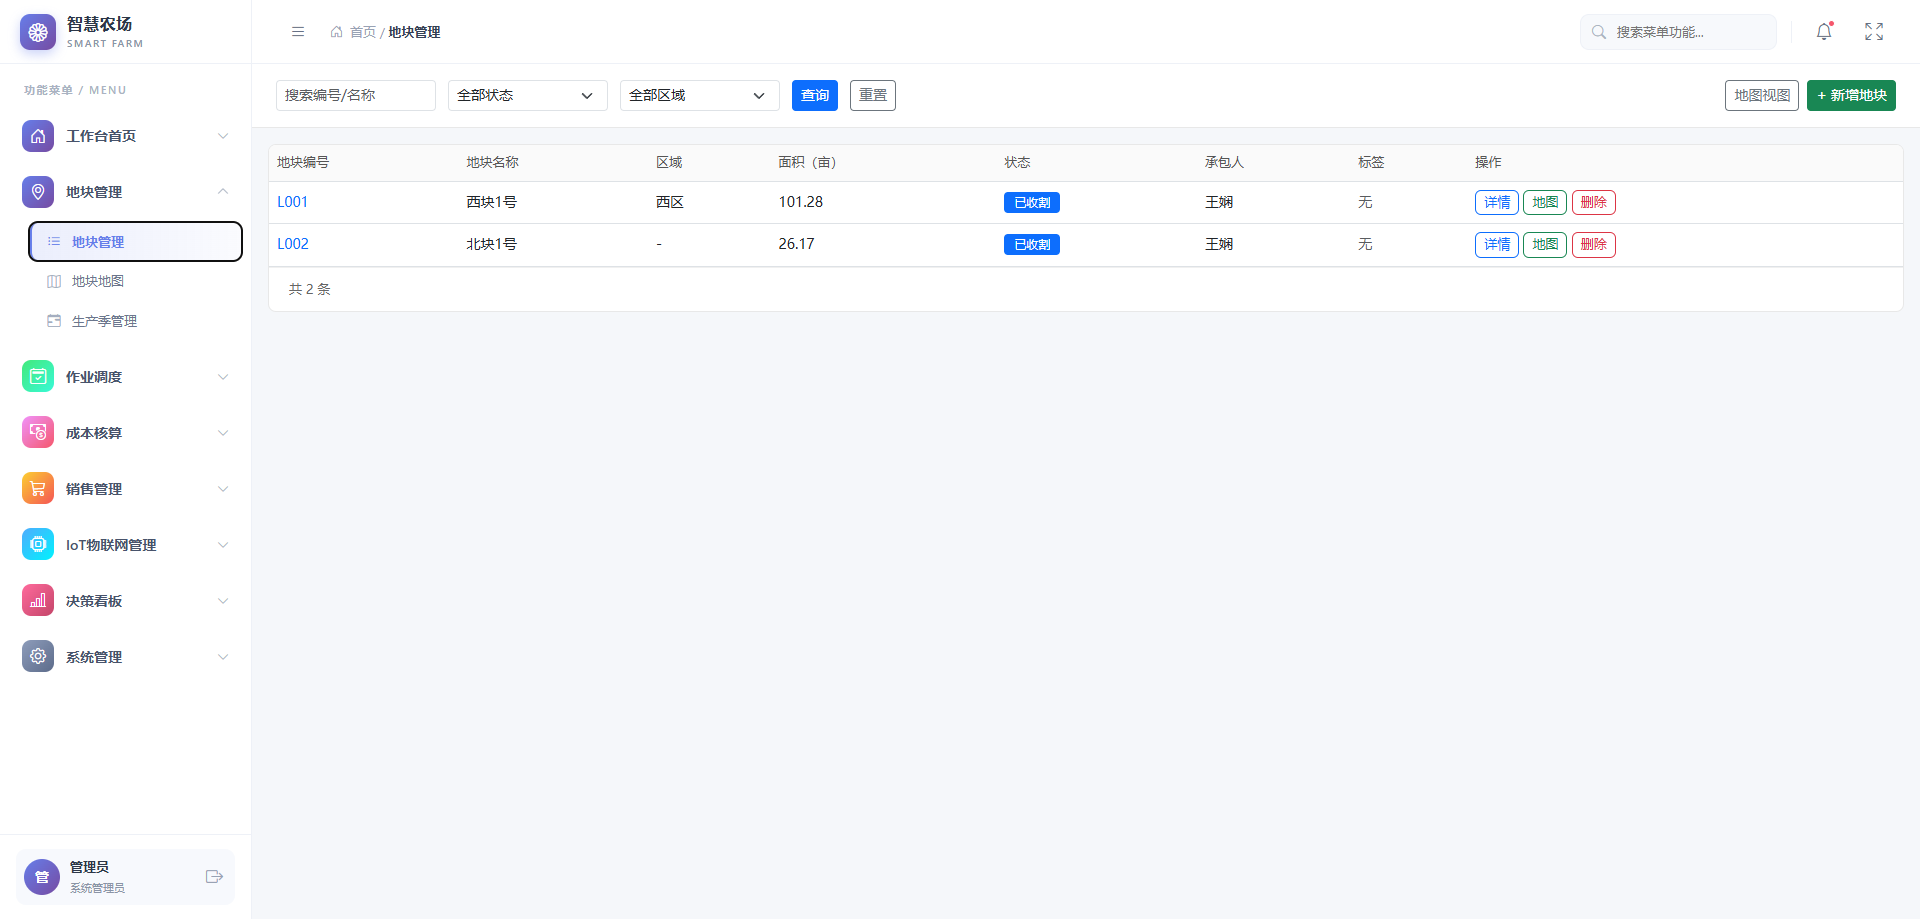 智慧农场
SMART FARM
功能菜单 / MENU
工作台首页
地块管理
地块管理
地块地图
生产季管理
作业调度
成本核算
销售管理
IoT物联网管理
决策看板
系统管理
管
管理员
系统管理员
首页 / 地块管理
搜索菜单功能...
搜索编号/名称 全部状态 全部区域 查询 重置 地图视图 + 新增地块
地块编号 地块名称 区域 面积（亩） 状态 承包人 标签 操作
L001 西块1号 西区 101.28 已收割 王娴 无 详情 地图 删除
L002 北块1号 - 26.17 已收割 王娴 无 详情 地图 删除
共 2 条